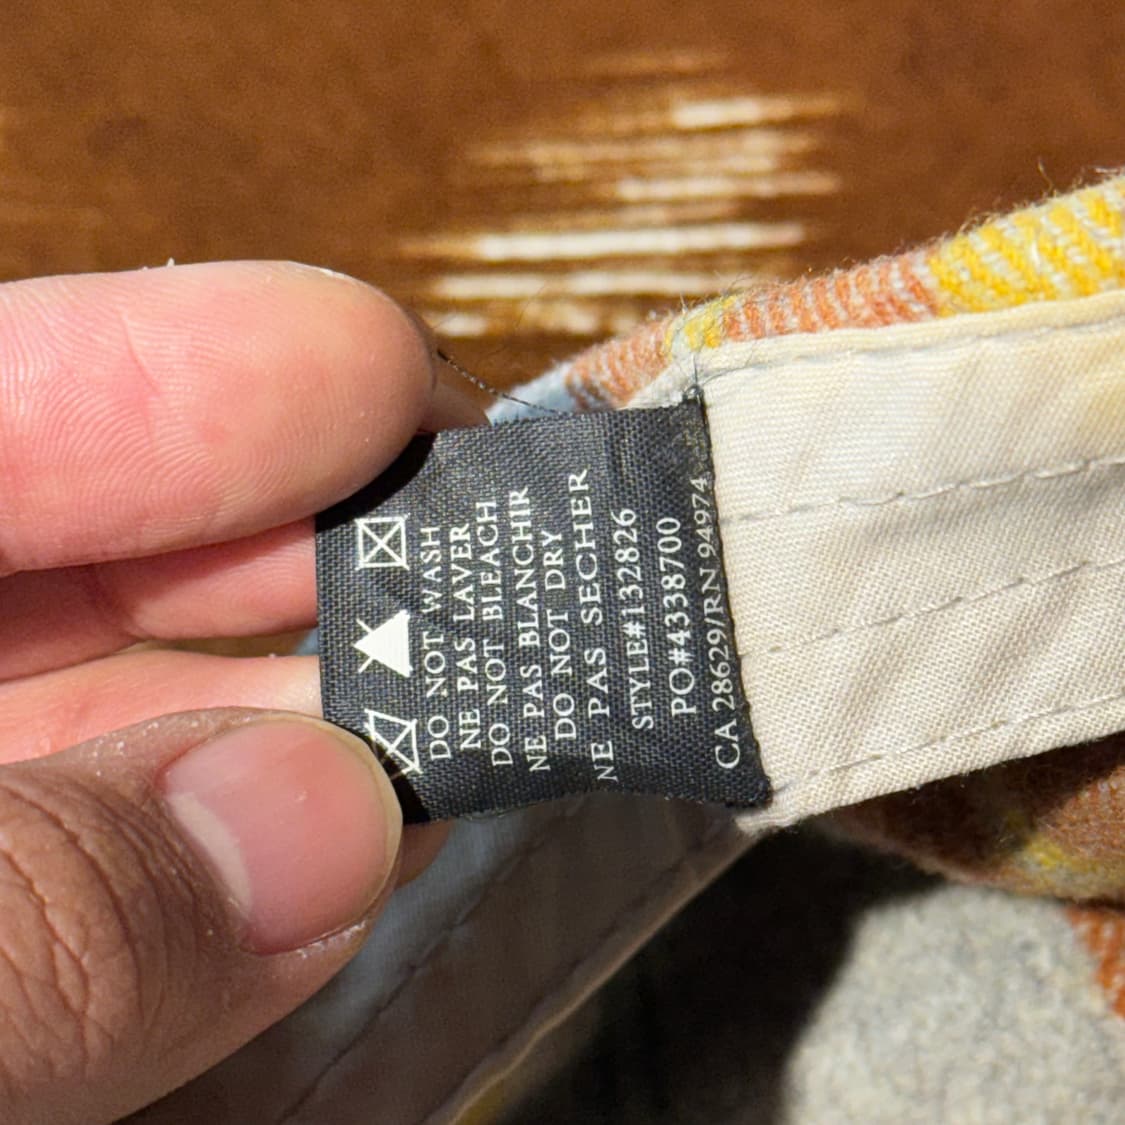 DO NOT WASH
NE PAS LAVER
DO NOT BLEACH
NE PAS BLANCHIR
DO NOT DRY
NE PAS SECHER
STYLE#132826
PO#4338700
CA 28629/RN 94974